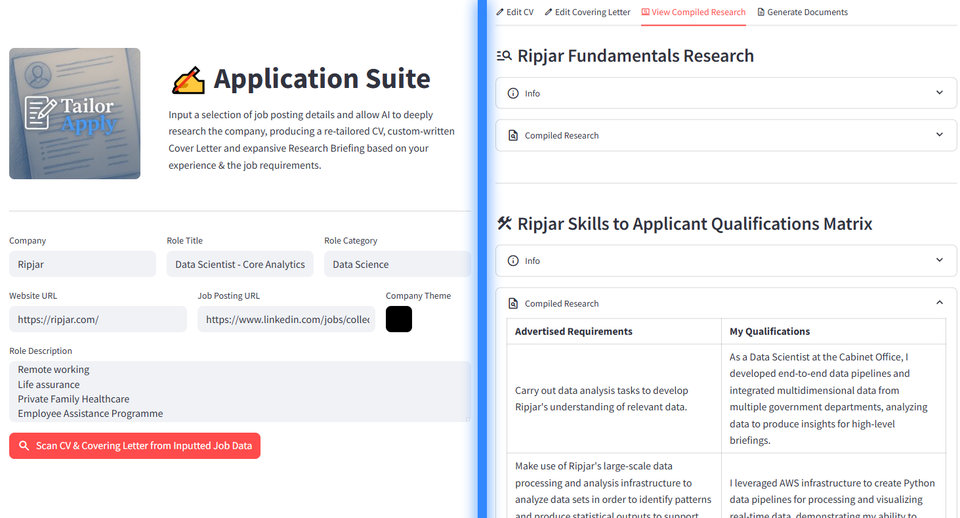 Tailor
Apply
Application Suite
Input a selection of job posting details and allow AI to deeply
research the company, producing a re-tailored CV, custom-written
Cover Letter and expansive Research Briefing based on your
experience & the job requirements.
Company
Role Title
Role Category
Ripjar
Data Scientist - Core Analytics
Data Science
Website URL
Job Posting URL
Company Theme
https://ripjar.com/
https://www.linkedin.com/jobs/collec
Role Description
Remote working
Life assurance
Private Family Healthcare
Employee Assistance Programme
Scan CV & Covering Letter from Inputted Job Data
Edit CV
Edit Covering Letter
View Compiled Research
Generate Documents
Ripjar Fundamentals Research
Info
Compiled Research
Ripjar Skills to Applicant Qualifications Matrix
Info
Compiled Research
Advertised Requirements
My Qualifications
Carry out data analysis tasks to develop
Ripjar's understanding of relevant data.
As a Data Scientist at the Cabinet Office, I
developed end-to-end data pipelines and
integrated multidimensional data from
multiple government departments, analyzing
data to produce insights for high-level
briefings.
Make use of Ripjar's large-scale data
processing and analysis infrastructure to
analyze data sets in order to identify patterns
and produce statistical outputs to support
I leveraged AWS infrastructure to create Python
data pipelines for processing and visualizing
real-time data, demonstrating my ability to